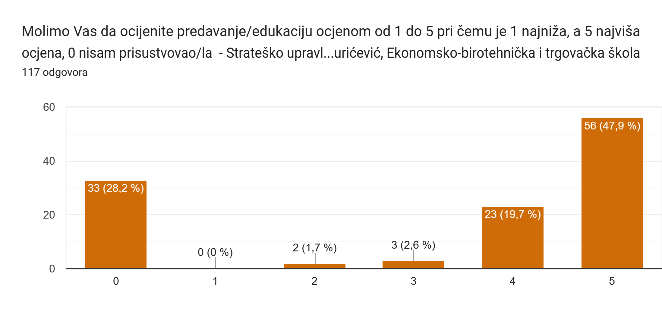 Molimo Vas da ocijenite predavanje/edukaciju ocjenom od 1 do 5 pri čemu je 1 najniža, a 5 najviša
ocjena, 0 nisam prisustvovao/la - Strateško upravl...urićević, Ekonomsko-birotehnička i trgovačka škola
117 odgovora
60
56 (47,9 %)
40
33 (28,2 %)
20
23 (19,7 %)
0 (0 %)
2 (1,7 %)
3 (2,6 %)
0
0 1 2 3 4 5